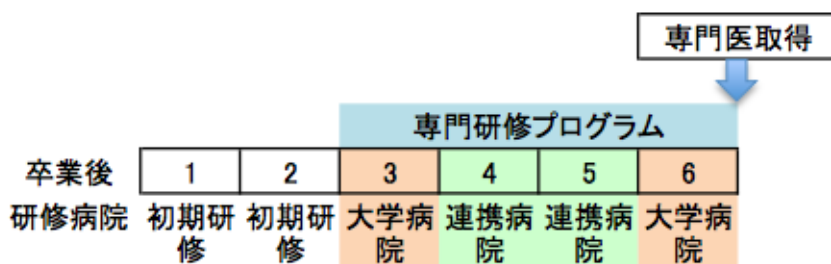 専門医取得
専門研修プログラム
卒業後 1 2 3 4 5 6
研修病院 初期研修 初期研修 大学病院 連携病院 連携病院 大学病院